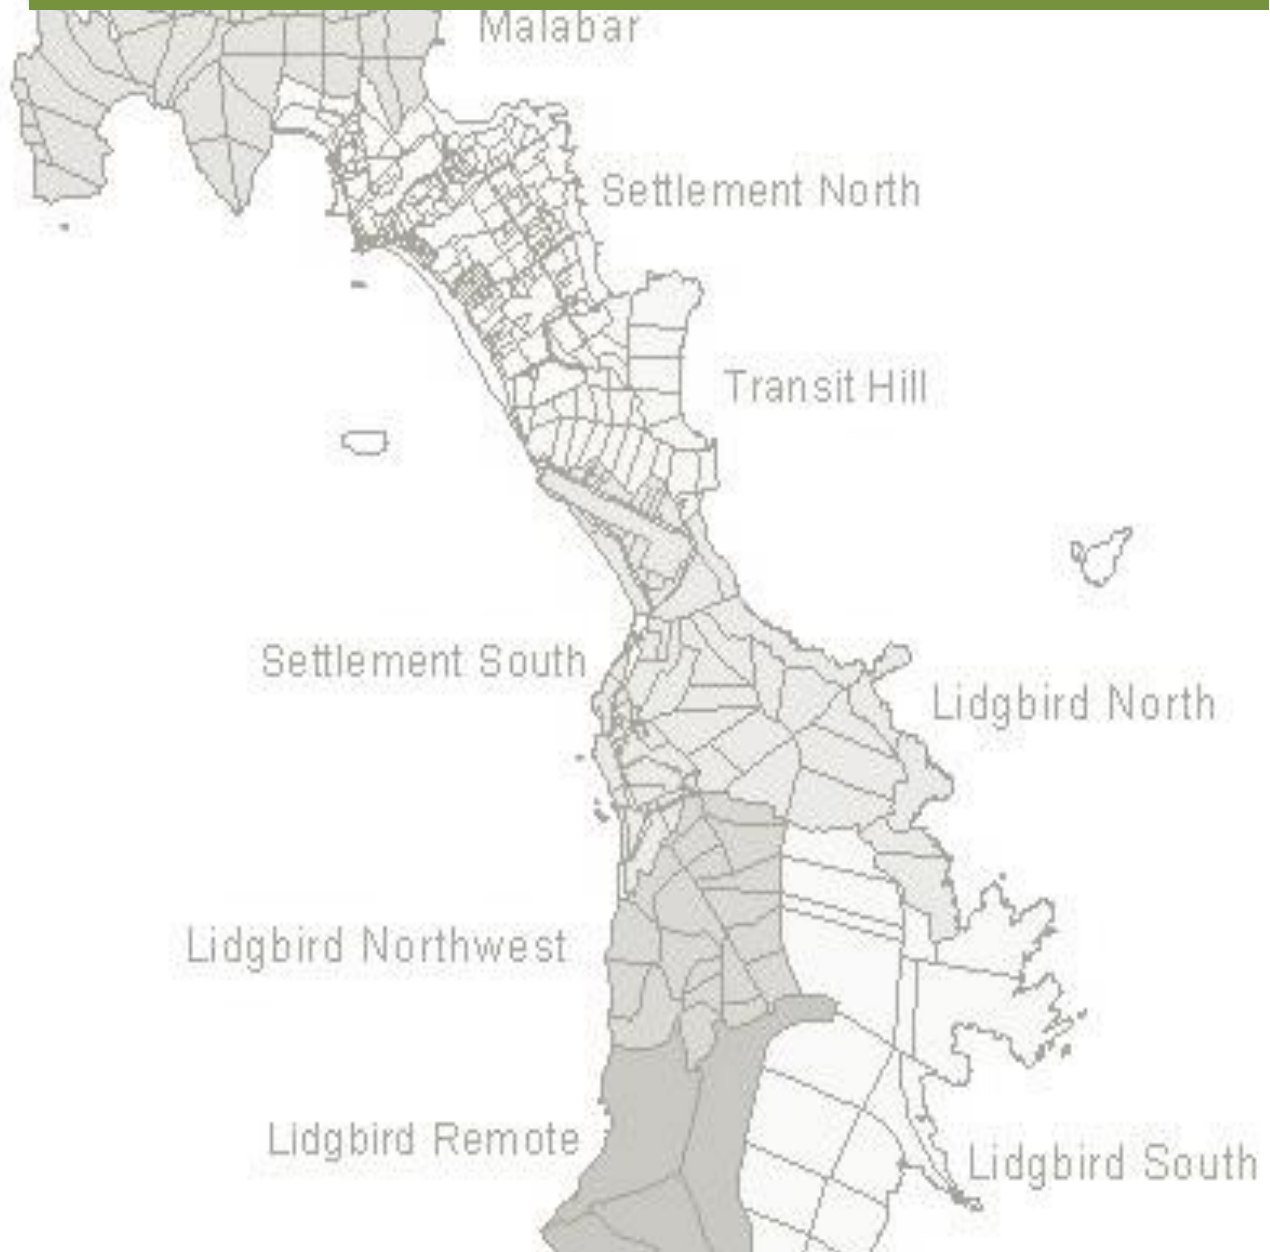 Malabar
Settlement North
Transit Hill
Settlement South
Lidgbird North
Lidgbird Northwest
Lidgbird Remote
Lidgbird South